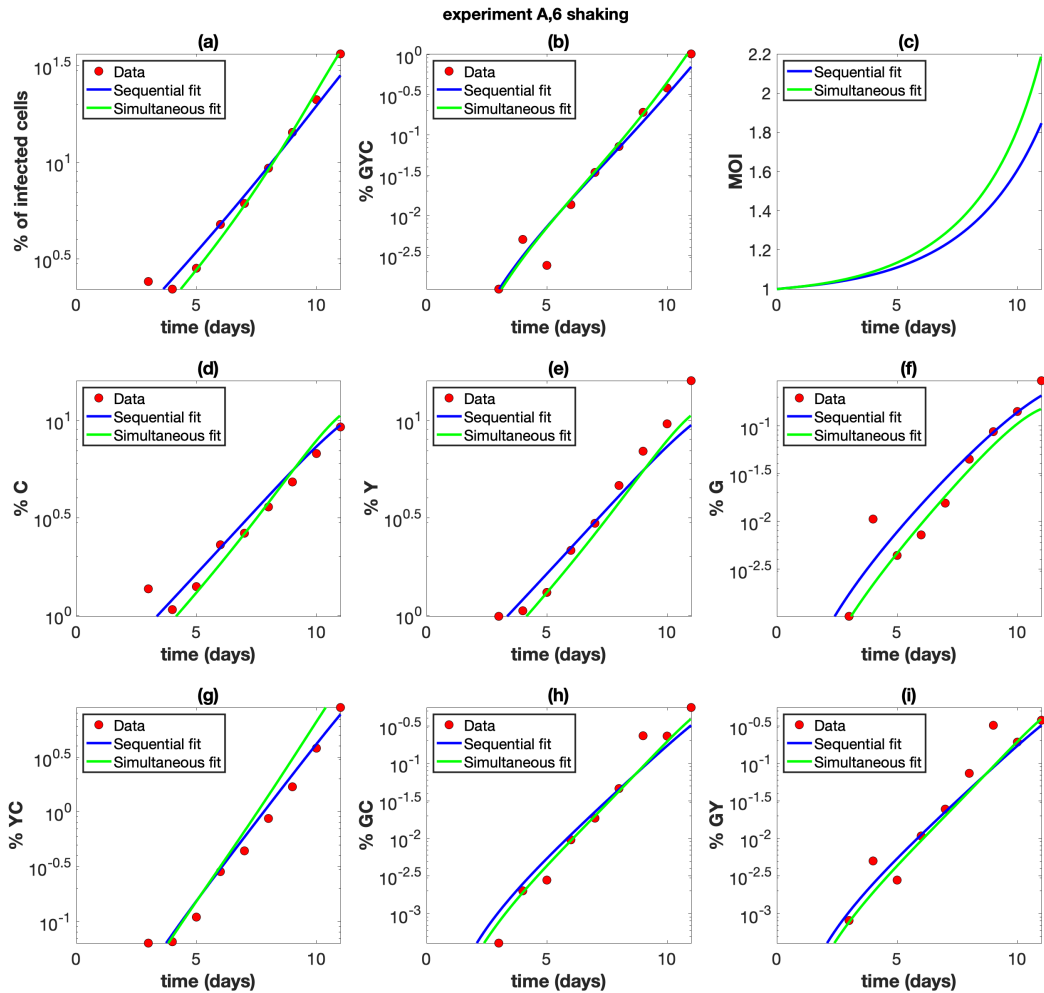 experiment A,6 shaking
(a)
Data
Sequential fit
Simultaneous fit
10^1.5
10^1
10^0.5
% of infected cells
0 5 10
time (days)
(b)
Data
Sequential fit
Simultaneous fit
10^0
10^-0.5
10^-1
10^-1.5
10^-2
10^-2.5
% GYC
0 5 10
time (days)
(c)
Sequential fit
Simultaneous fit
2.2
2
1.8
1.6
1.4
1.2
1
MOI
0 5 10
time (days)
(d)
Data
Sequential fit
Simultaneous fit
10^1
10^0.5
10^0
% C
0 5 10
time (days)
(e)
Data
Sequential fit
Simultaneous fit
10^1
10^0.5
10^0
% Y
0 5 10
time (days)
(f)
Data
Sequential fit
Simultaneous fit
10^-1
10^-1.5
10^-2
10^-2.5
% G
0 5 10
time (days)
(g)
Data
Sequential fit
Simultaneous fit
10^0.5
10^0
10^-0.5
10^-1
% YC
0 5 10
time (days)
(h)
Data
Sequential fit
Simultaneous fit
10^-0.5
10^-1
10^-1.5
10^-2
10^-2.5
10^-3
% GC
0 5 10
time (days)
(i)
Data
Sequential fit
Simultaneous fit
10^-0.5
10^-1
10^-1.5
10^-2
10^-2.5
10^-3
% GY
0 5 10
time (days)